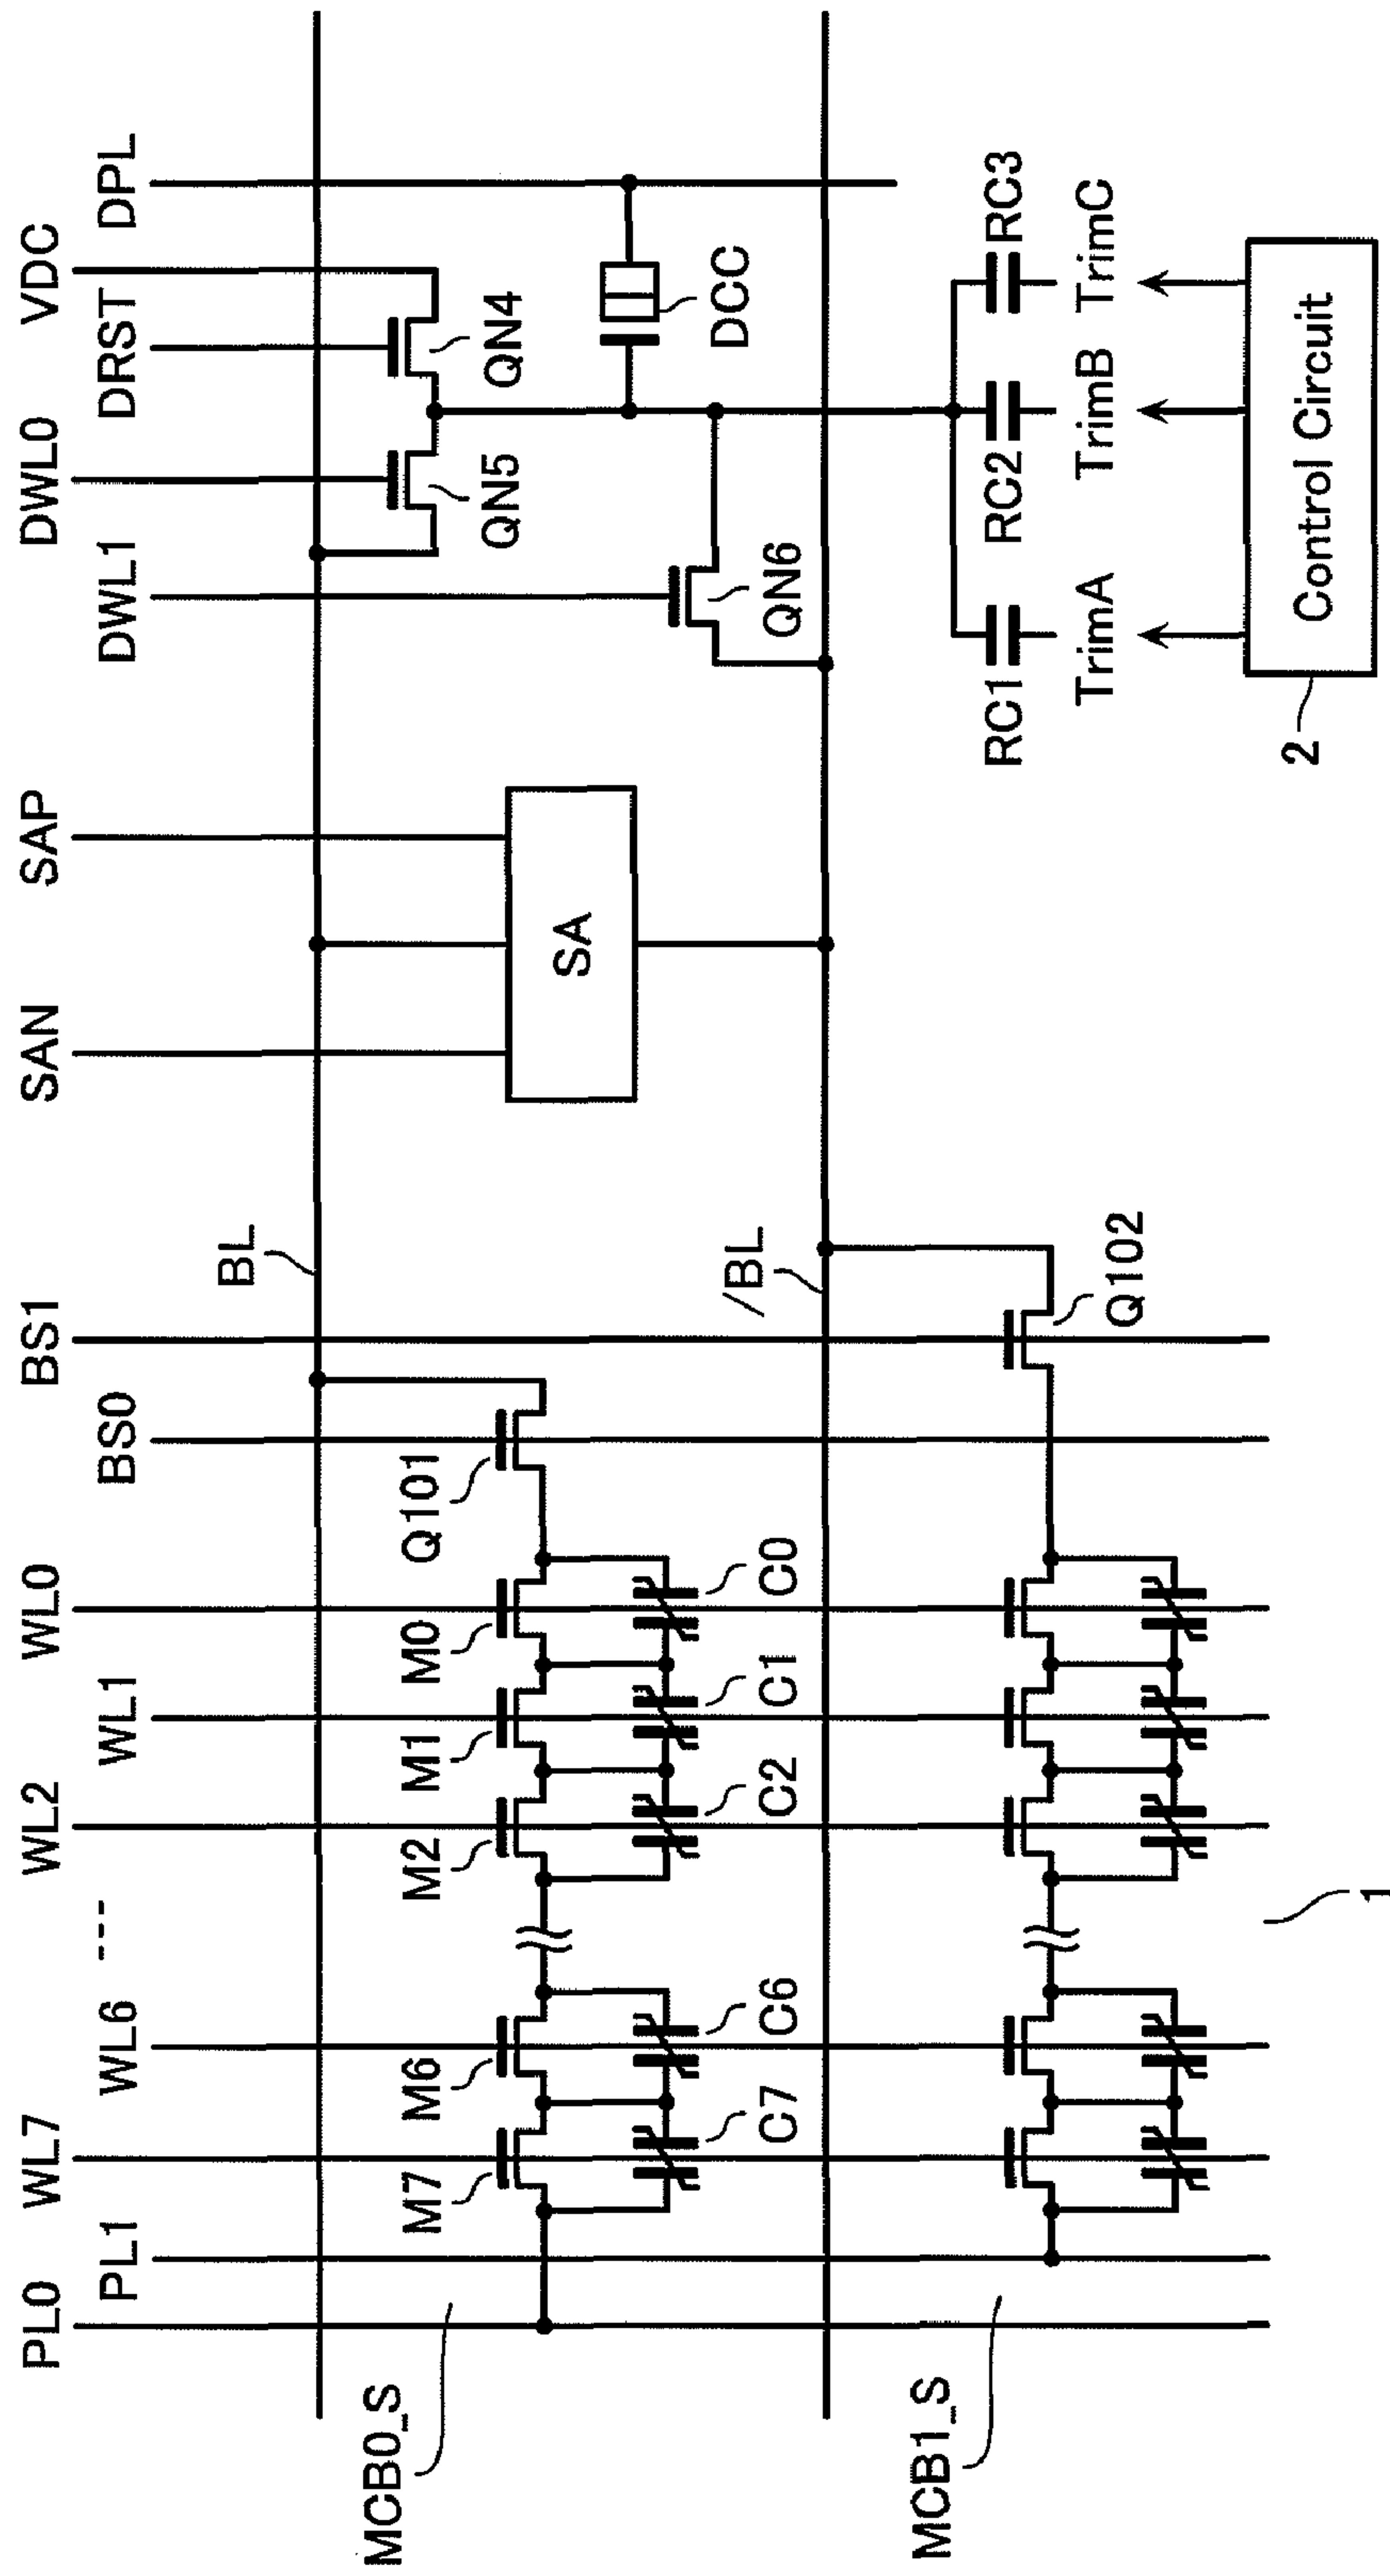 PL0
PL1
WL7
WL6
---
WL2
WL1
WL0
BS0
BS1
SAN
SAP
DWL1
DWL0
DRST
VDC
DPL
BL
MCB0_S
M7
M6
M2
M1
M0
Q101
C7
C6
C2
C1
C0
SA
QN5
QN4
QN6
DCC
/BL
MCB1_S
Q102
RC1
RC2
RC3
TrimA
TrimB
TrimC
Control Circuit
2
1